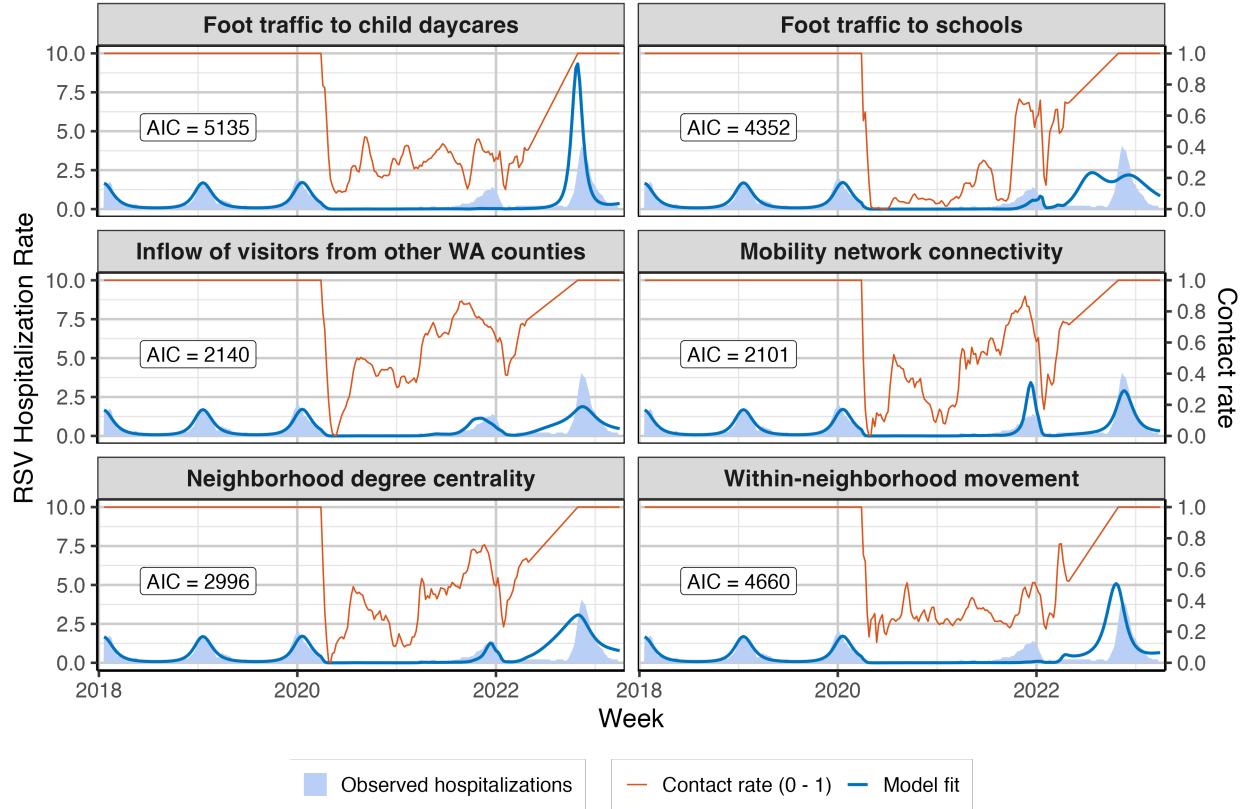 Foot traffic to child daycares
Foot traffic to schools
10.0
7.5
5.0
2.5
0.0
AIC = 5135
AIC = 4352
1.0
0.8
0.6
0.4
0.2
0.0
Inflow of visitors from other WA counties
Mobility network connectivity
10.0
7.5
5.0
2.5
0.0
AIC = 2140
AIC = 2101
1.0
0.8
0.6
0.4
0.2
0.0
RSV Hospitalization Rate
Contact rate
Neighborhood degree centrality
Within-neighborhood movement
10.0
7.5
5.0
2.5
0.0
AIC = 2996
AIC = 4660
1.0
0.8
0.6
0.4
0.2
0.0
2018 2020 2022 2018 2020 2022
Week
Observed hospitalizations Contact rate (0 - 1) Model fit